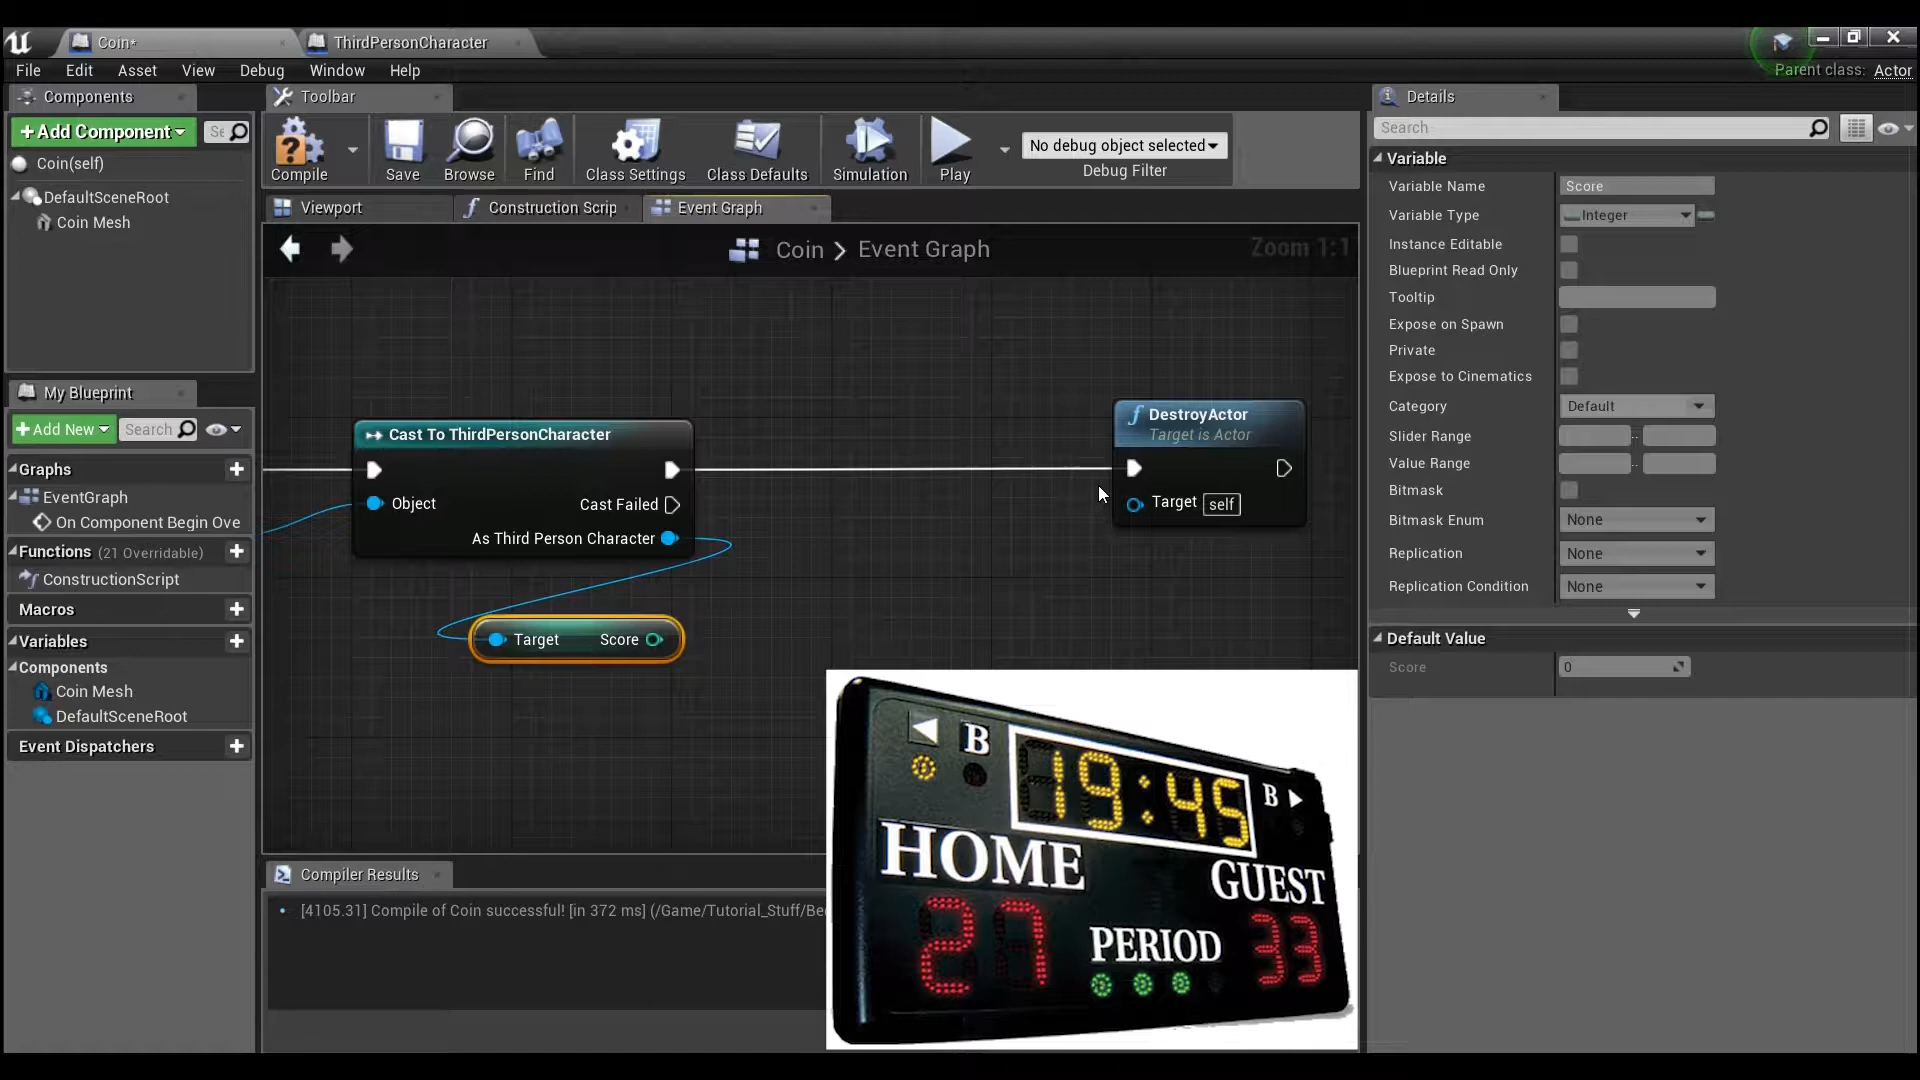 Coin*
ThirdPersonCharacter
File Edit Asset View Debug Window Help
Parent class: Actor
Components
+Add Component
Se
Coin(self)
DefaultSceneRoot
Coin Mesh
Toolbar
Compile
Save
Browse
Find
Class Settings
Class Defaults
Simulation
Play
No debug object selected
Debug Filter
Viewport
Construction Scrip
Event Graph
Coin > Event Graph
Zoom 1:1
Cast To ThirdPersonCharacter
Object
Cast Failed
As Third Person Character
Target Score
DestroyActor
Target is Actor
Target self
My Blueprint
+Add New
Search
Graphs
EventGraph
On Component Begin Ove
Functions (21 Overridable)
ConstructionScript
Macros
Variables
Components
Coin Mesh
DefaultSceneRoot
Event Dispatchers
Compiler Results
• [4105.31] Compile of Coin successful! [in 372 ms] (/Game/Tutorial_Stuff/Be
B
19:45
B
HOME
GUEST
27
PERIOD
33
Details
Search
Variable
Variable Name Score
Variable Type Integer
Instance Editable
Blueprint Read Only
Tooltip
Expose on Spawn
Private
Expose to Cinematics
Category Default
Slider Range
Value Range
Bitmask
Bitmask Enum None
Replication None
Replication Condition None
Default Value
Score 0